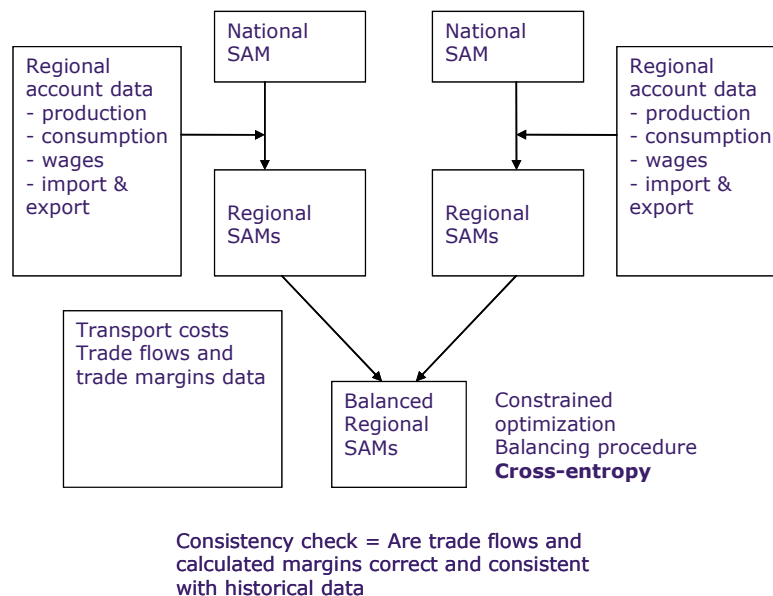 National
SAM
National
SAM
Regional
account data
- production
- consumption
- wages
- import &
export
Regional
account data
- production
- consumption
- wages
- import &
export
Regional
SAMs
Regional
SAMs
Transport costs
Trade flows and
trade margins data
Balanced
Regional
SAMs
Constrained
optimization
Balancing procedure
Cross-entropy
Consistency check = Are trade flows and
calculated margins correct and consistent
with historical data